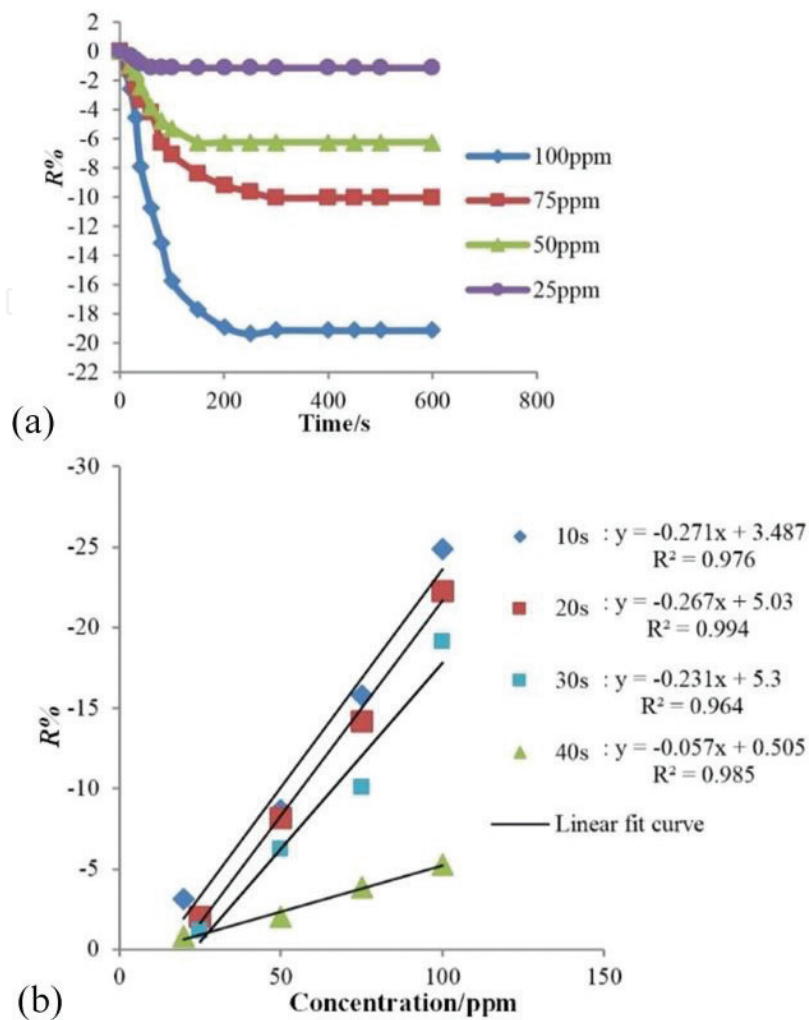 0
-2
-4
-6
-8
-10
-12
-14
-16
-18
-20
-22
R%
0 200 400 600 800
Time/s
100ppm
75ppm
50ppm
25ppm
(a)
-30
-25
-20
-15
-10
-5
0
R%
0 50 100 150
Concentration/ppm
10s : y = -0.271x + 3.487
R² = 0.976
20s : y = -0.267x + 5.03
R² = 0.994
30s : y = -0.231x + 5.3
R² = 0.964
40s : y = -0.057x + 0.505
R² = 0.985
Linear fit curve
(b)